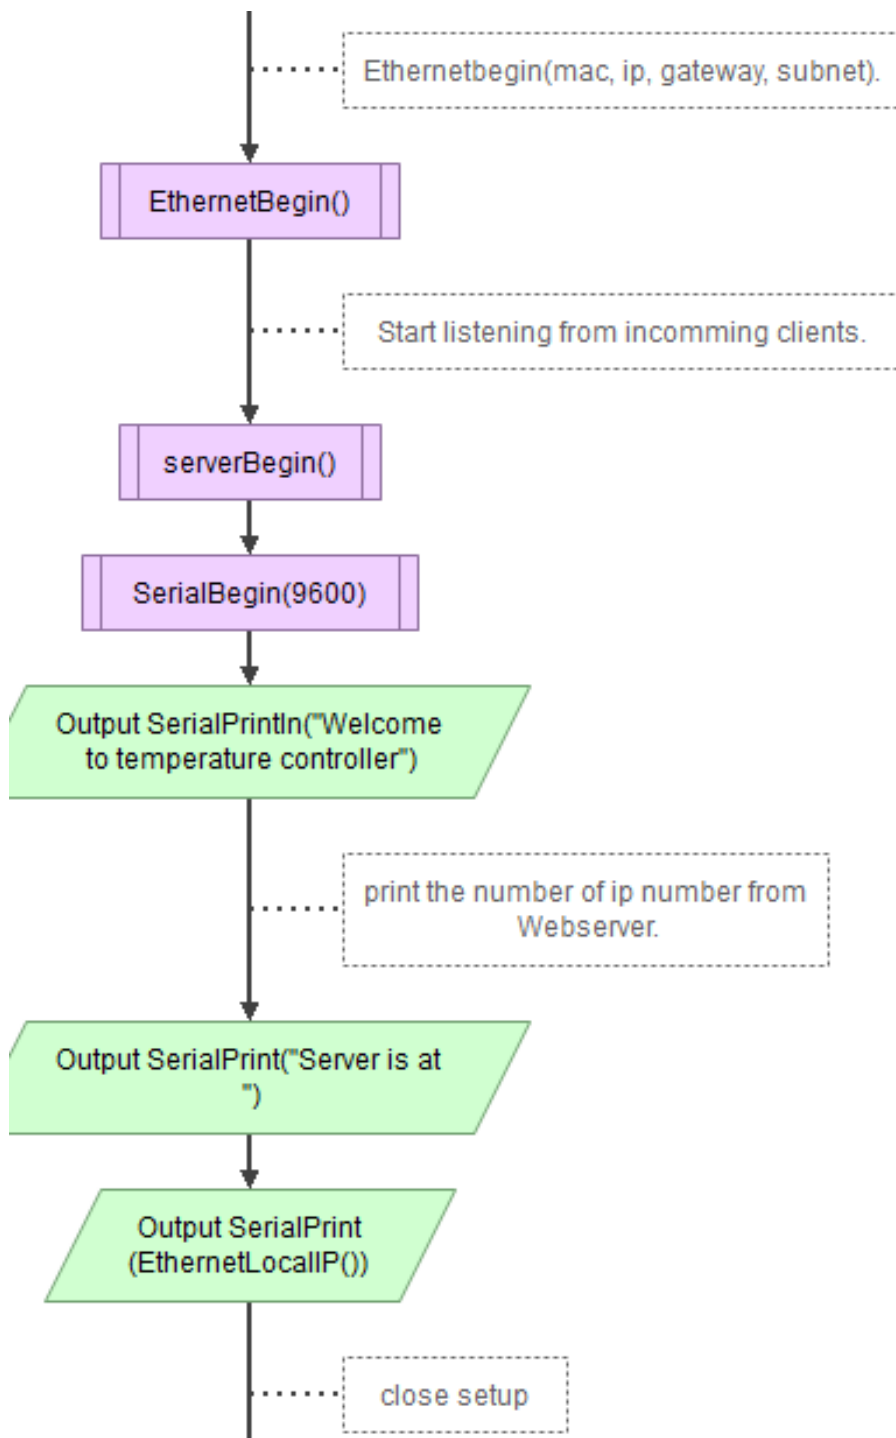 Ethernetbegin(mac, ip, gateway, subnet).
EthernetBegin()
Start listening from incomming clients.
serverBegin()
SerialBegin(9600)
Output SerialPrintln("Welcome
to temperature controller")
print the number of ip number from
Webserver.
Output SerialPrint("Server is at
")
Output SerialPrint
(EthernetLocalIP())
close setup